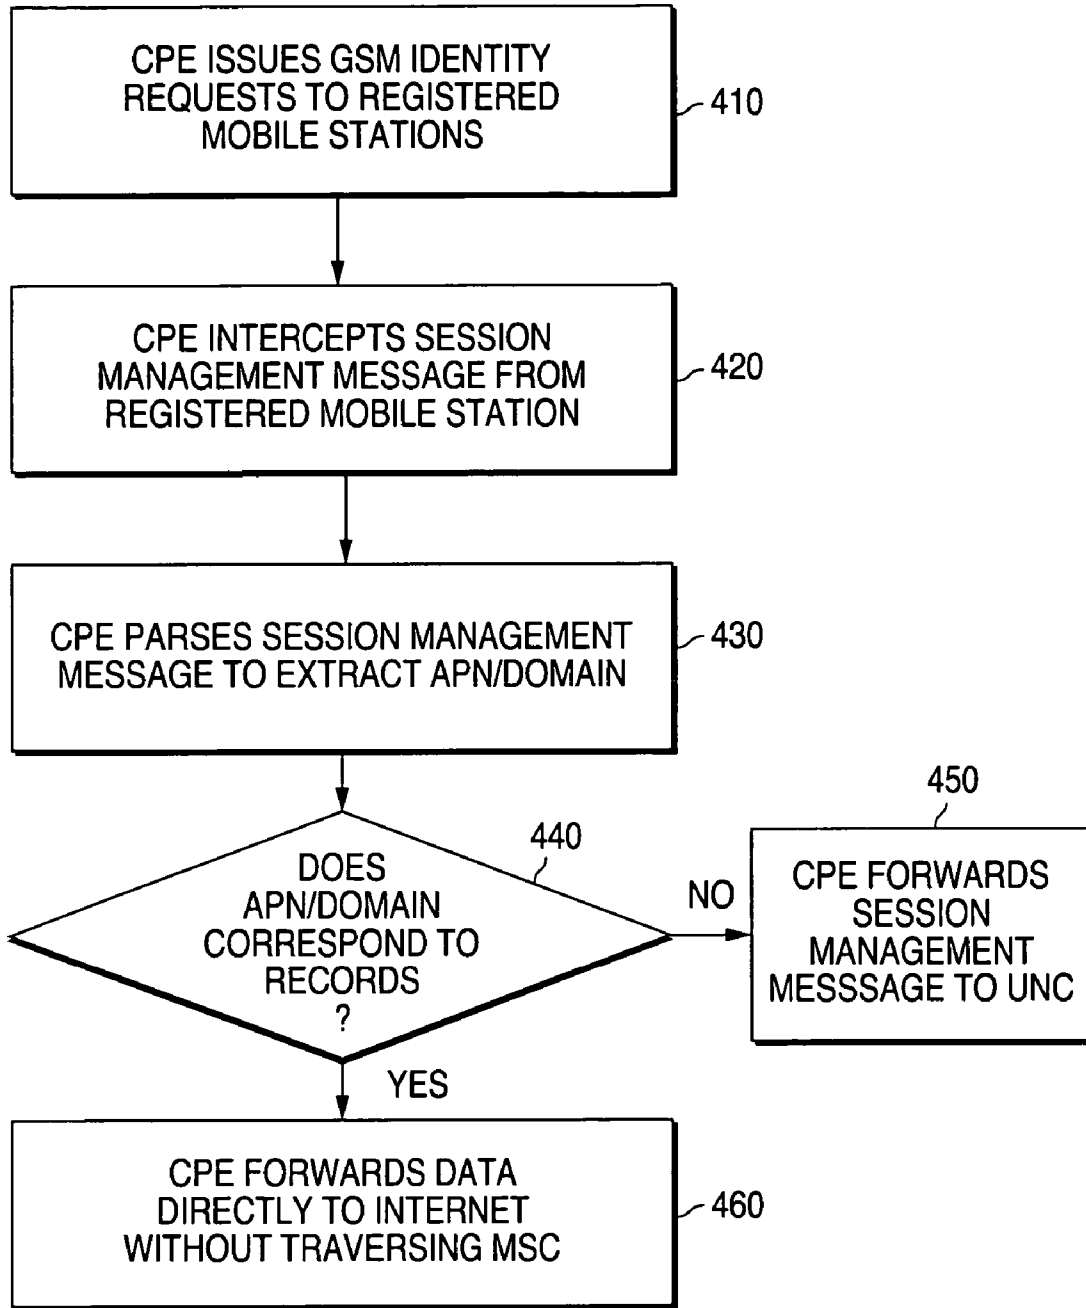 CPE ISSUES GSM IDENTITY
REQUESTS TO REGISTERED
MOBILE STATIONS
410
CPE INTERCEPTS SESSION
MANAGEMENT MESSAGE FROM
REGISTERED MOBILE STATION
420
CPE PARSES SESSION MANAGEMENT
MESSAGE TO EXTRACT APN/DOMAIN
430
DOES
APN/DOMAIN
CORRESPOND TO
RECORDS
?
440
NO
450
CPE FORWARDS
SESSION
MANAGEMENT
MESSSAGE TO UNC
YES
CPE FORWARDS DATA
DIRECTLY TO INTERNET
WITHOUT TRAVERSING MSC
460